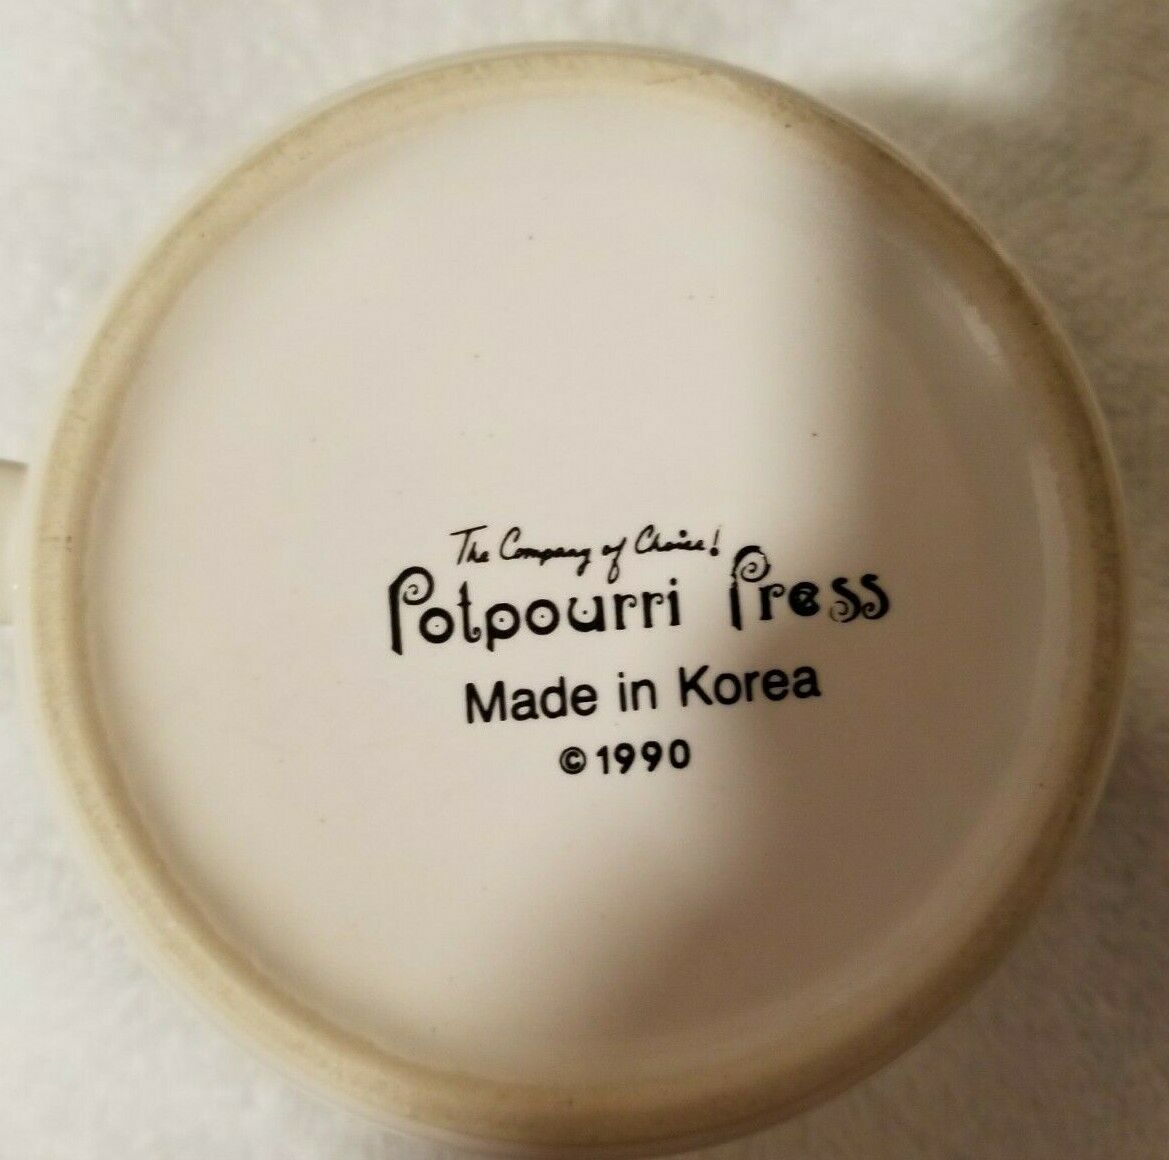 The Company of Choice!
Potpourri Press
Made in Korea
©1990